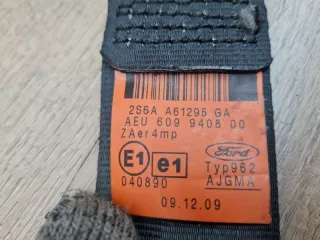 2S6A A61295 GA
AEU 609 9408 00
ZAer4mp
E1 e1 Ford
Typ962
040890 AJGMA
09.12.09